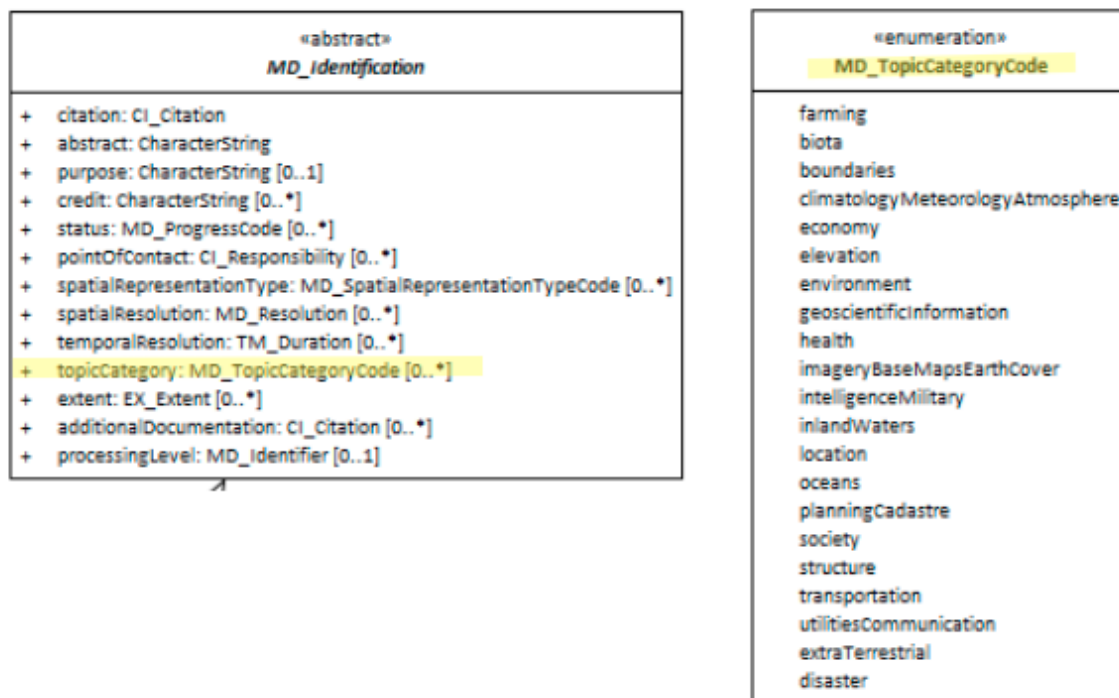 «abstract»
MD_Identification
+ citation: CI_Citation
+ abstract: CharacterString
+ purpose: CharacterString [0..1]
+ credit: CharacterString [0..*]
+ status: MD_ProgressCode [0..*]
+ pointOfContact: CI_Responsibility [0..*]
+ spatialRepresentationType: MD_SpatialRepresentationTypeCode [0..*]
+ spatialResolution: MD_Resolution [0..*]
+ temporalResolution: TM_Duration [0..*]
+ topicCategory: MD_TopicCategoryCode [0..*]
+ extent: EX_Extent [0..*]
+ additionalDocumentation: CI_Citation [0..*]
+ processingLevel: MD_Identifier [0..1]
«enumeration»
MD_TopicCategoryCode
farming
biota
boundaries
climatologyMeteorologyAtmosphere
economy
elevation
environment
geoscientificInformation
health
imageryBaseMapsEarthCover
intelligenceMilitary
inlandWaters
location
oceans
planningCadastre
society
structure
transportation
utilitiesCommunication
extraTerrestrial
disaster